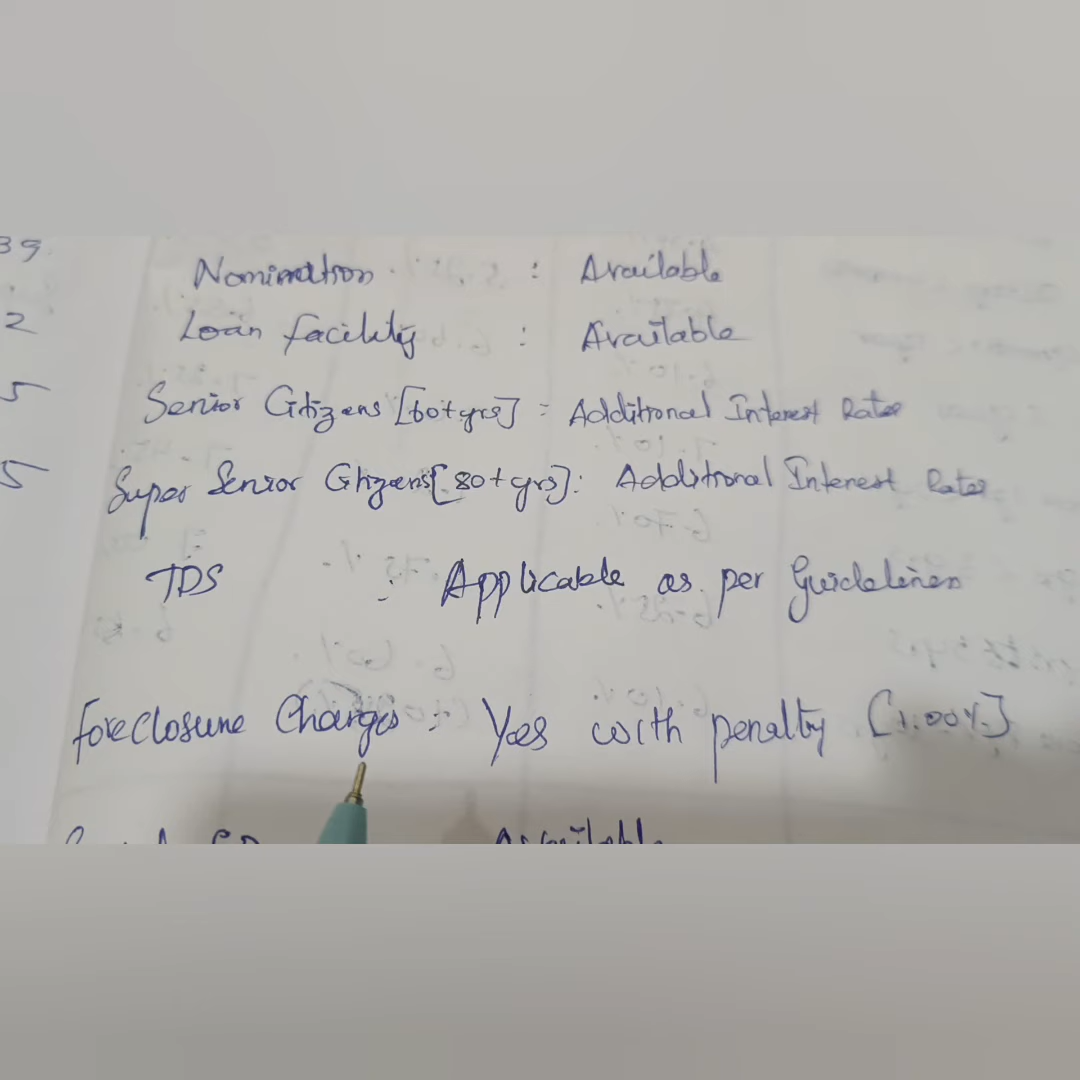 39
Nomination : Available
2
Loan facility : Available
5
Senior Citizens [60+yrs] : Additional Interest Rates
5
Super Senior Citizens[80+yrs]: Additional Interest Rates
TDS : Applicable as per Guidelines
Foreclosure Charges : Yes with penalty [1.00%]
Available